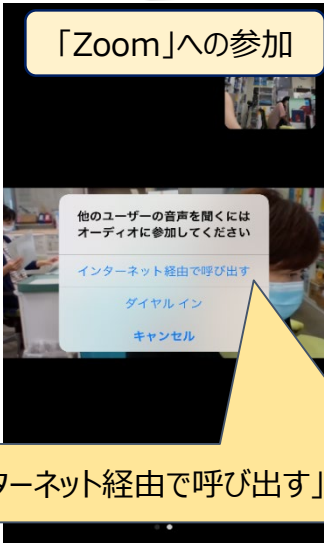 「Zoom」への参加
他のユーザーの音声を聞くには
オーディオに参加してください
インターネット経由で呼び出す
ダイヤル イン
キャンセル
ターネット経由で呼び出す」